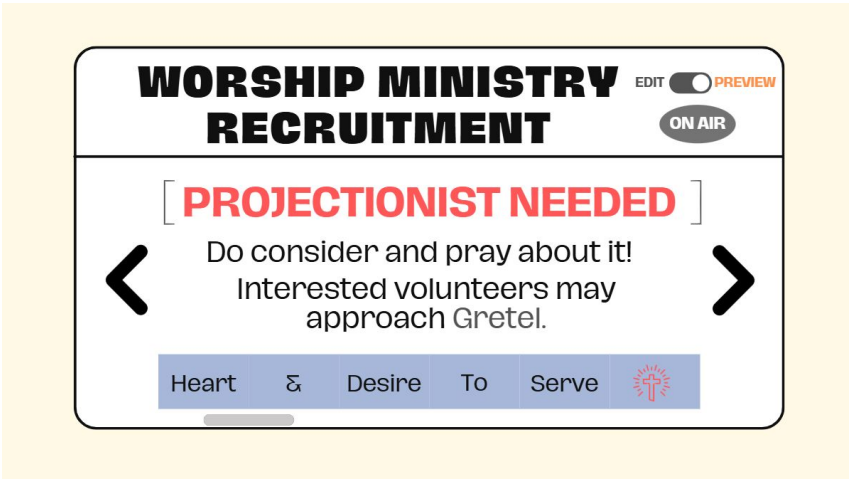 WORSHIP MINISTRY
RECRUITMENT
EDIT PREVIEW
ON AIR
[PROJECTIONIST NEEDED]
Do consider and pray about it!
Interested volunteers may
approach Gretel.
Heart & Desire To Serve